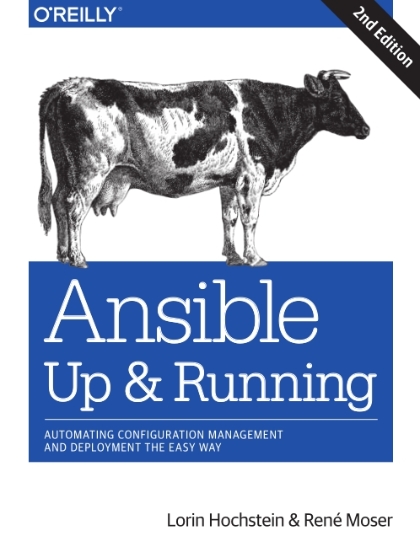 O'REILLY®
2nd Edition
Ansible
Up & Running
AUTOMATING CONFIGURATION MANAGEMENT
AND DEPLOYMENT THE EASY WAY
Lorin Hochstein & René Moser